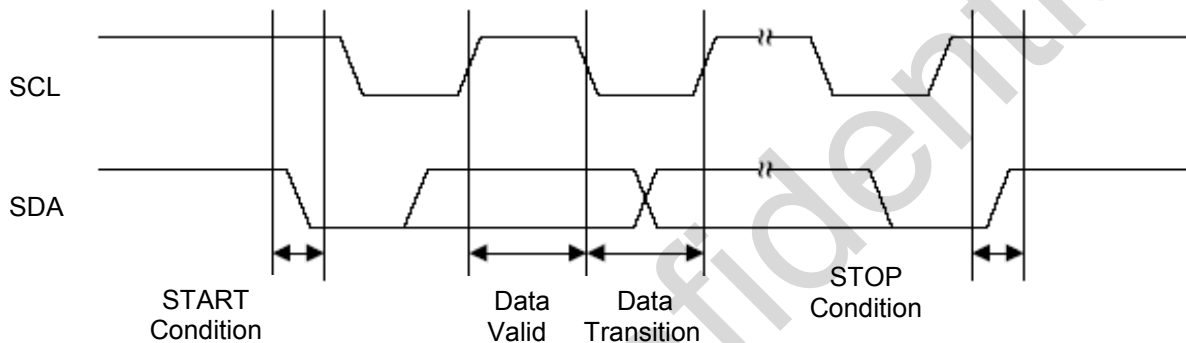 SCL
SDA
START
Condition
Data
Valid
Data
Transition
STOP
Condition